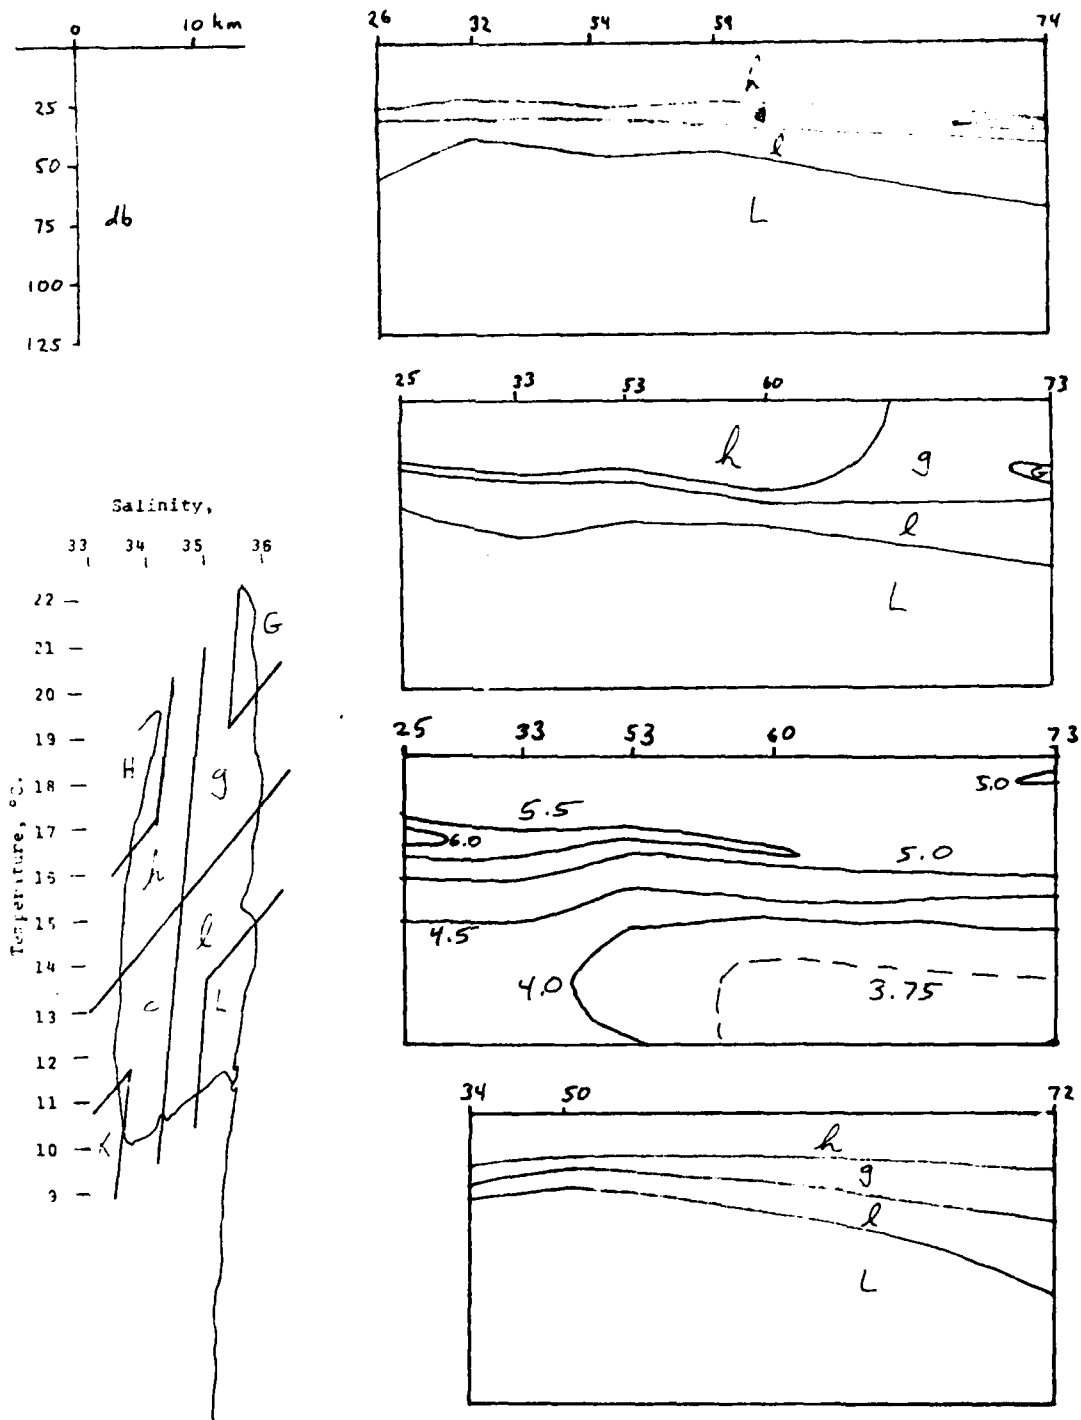 0 10 km
25
50
75
100
125
db
26 32 54 59 74
h
l
L
25 33 53 60 73
h g G
l
L
Salinity,
33 34 35 36
Temperature, °C.
22
21
20
19
18
17
16
15
14
13
12
11
10
9
G
H g
h
l
c L
K
25 33 53 60 73
5.0
5.5
6.0 5.0
4.5
4.0 3.75
34 50 72
h
g
l
L